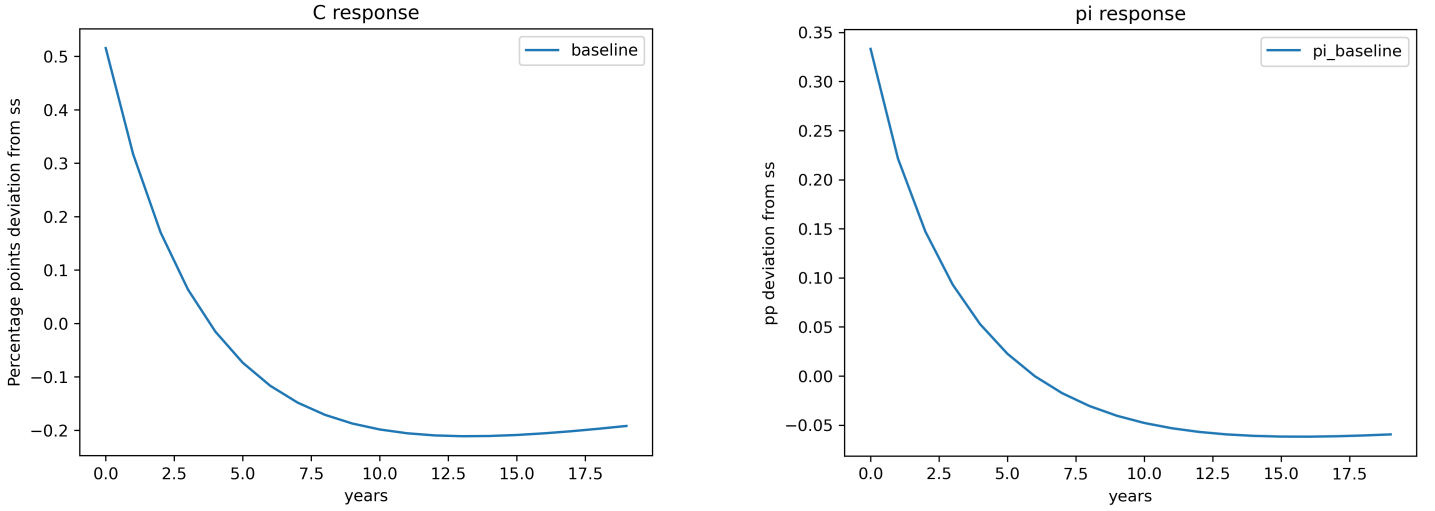 C response
baseline
Percentage points deviation from ss
0.5
0.4
0.3
0.2
0.1
0.0
−0.1
−0.2
0.0 2.5 5.0 7.5 10.0 12.5 15.0 17.5
years
pi response
pi_baseline
pp deviation from ss
0.35
0.30
0.25
0.20
0.15
0.10
0.05
0.00
−0.05
0.0 2.5 5.0 7.5 10.0 12.5 15.0 17.5
years